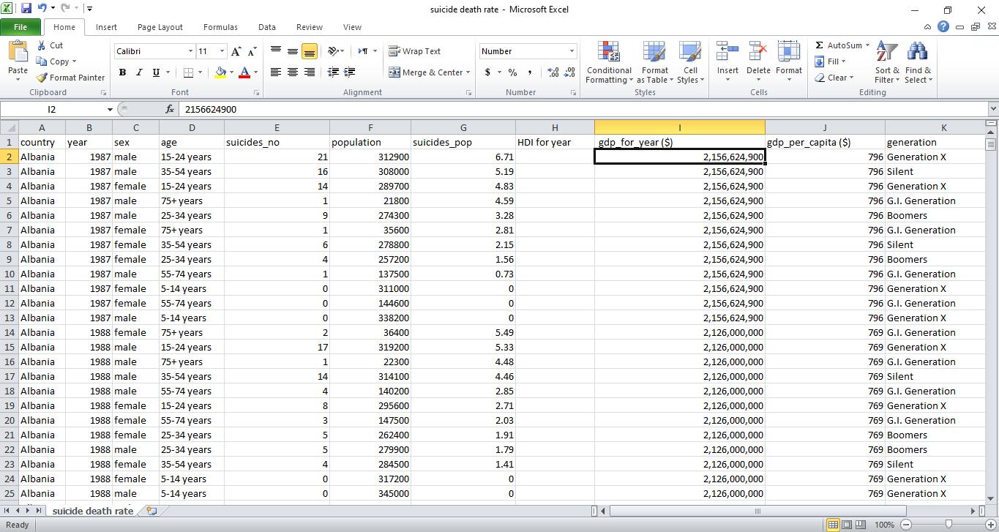 suicide death rate - Microsoft Excel
File Home Insert Page Layout Formulas Data Review View
Paste Cut Copy Format Painter Clipboard
Calibri 11 B I U Font
Wrap Text Merge & Center Alignment
Number $ % , Number
Conditional Formatting Format as Table Cell Styles Styles
Insert Delete Format Cells
Σ AutoSum Fill Clear Sort & Filter Find & Select Editing
I2 fx 2156624900
A B C D E F G H I J K
1 country year sex age suicides_no population suicides_pop HDI for year gdp_for_year ($) gdp_per_capita ($) generation
2 Albania 1987 male 15-24 years 21 312900 6.71 2,156,624,900 796 Generation X
3 Albania 1987 male 35-54 years 16 308000 5.19 2,156,624,900 796 Silent
4 Albania 1987 female 15-24 years 14 289700 4.83 2,156,624,900 796 Generation X
5 Albania 1987 male 75+ years 1 21800 4.59 2,156,624,900 796 G.I. Generation
6 Albania 1987 male 25-34 years 9 274300 3.28 2,156,624,900 796 Boomers
7 Albania 1987 female 75+ years 1 35600 2.81 2,156,624,900 796 G.I. Generation
8 Albania 1987 female 35-54 years 6 278800 2.15 2,156,624,900 796 Silent
9 Albania 1987 female 25-34 years 4 257200 1.56 2,156,624,900 796 Boomers
10 Albania 1987 male 55-74 years 1 137500 0.73 2,156,624,900 796 G.I. Generation
11 Albania 1987 female 5-14 years 0 311000 0 2,156,624,900 796 Generation X
12 Albania 1987 female 55-74 years 0 144600 0 2,156,624,900 796 G.I. Generation
13 Albania 1987 male 5-14 years 0 338200 0 2,156,624,900 796 Generation X
14 Albania 1988 female 75+ years 2 36400 5.49 2,126,000,000 769 G.I. Generation
15 Albania 1988 male 15-24 years 17 319200 5.33 2,126,000,000 769 Generation X
16 Albania 1988 male 75+ years 1 22300 4.48 2,126,000,000 769 G.I. Generation
17 Albania 1988 male 35-54 years 14 314100 4.46 2,126,000,000 769 Silent
18 Albania 1988 male 55-74 years 4 140200 2.85 2,126,000,000 769 G.I. Generation
19 Albania 1988 female 15-24 years 8 295600 2.71 2,126,000,000 769 Generation X
20 Albania 1988 female 55-74 years 3 147500 2.03 2,126,000,000 769 G.I. Generation
21 Albania 1988 female 25-34 years 5 262400 1.91 2,126,000,000 769 Boomers
22 Albania 1988 male 25-34 years 5 279900 1.79 2,126,000,000 769 Boomers
23 Albania 1988 female 35-54 years 4 284500 1.41 2,126,000,000 769 Silent
24 Albania 1988 female 5-14 years 0 317200 0 2,126,000,000 769 Generation X
25 Albania 1988 male 5-14 years 0 345000 0 2,126,000,000 769 Generation X
suicide death rate
Ready 100%